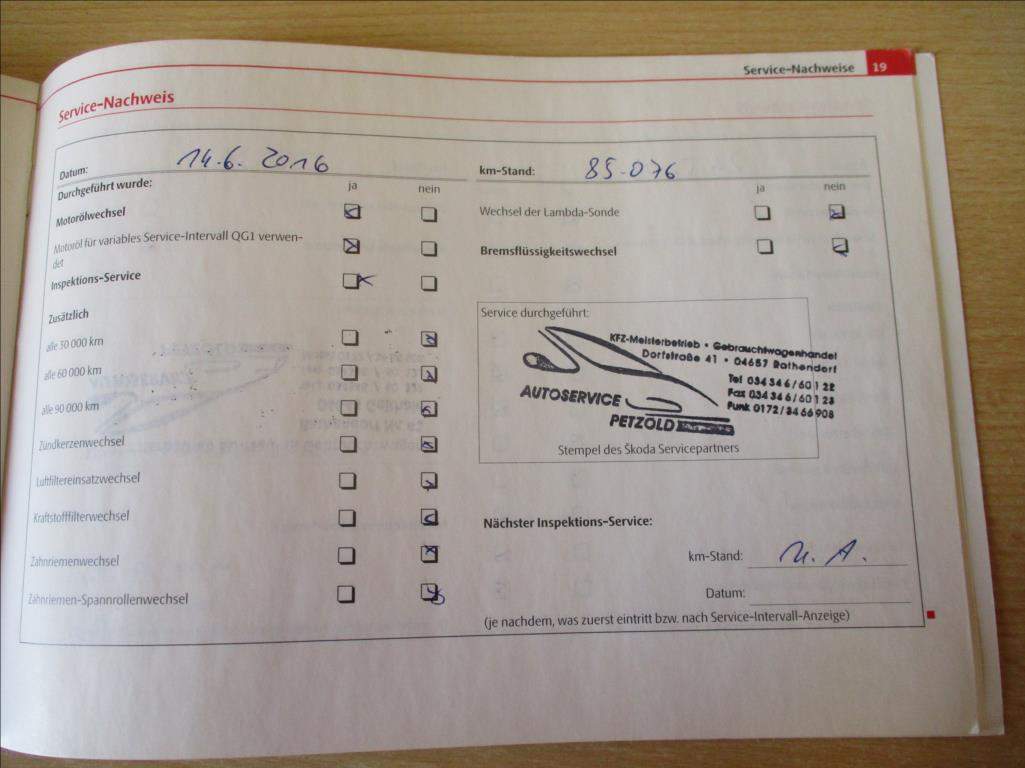 Service-Nachweise 19
Service-Nachweis
Datum: 14.6. 2016
km-Stand: 85.076
Durchgeführt wurde:
ja nein
ja nein
Motorölwechsel
Wechsel der Lambda-Sonde
Motoröl für variables Service-Intervall QG1 verwen-
det
Bremsflüssigkeitswechsel
Inspektions-Service
Zusätzlich
Service durchgeführt:
alle 30 000 km
alle 60 000 km
alle 90 000 km
Zündkerzenwechsel
Luftfiltereinsatzwechsel
Kraftstofffilterwechsel
Zahnriemenwechsel
Zahnriemen-Spannrollenwechsel
KFZ-Meisterbetrieb • Gebrauchtwagenhandel
Dorfstraße 41 • 04657 Rathendorf
Tel 034346/60122
Fax 034346/60123
Funk 0172/3466908
AUTOSERVICE
PETZOLD
Stempel des Škoda Servicepartners
Nächster Inspektions-Service:
km-Stand: n. A.
Datum:
(je nachdem, was zuerst eintritt bzw. nach Service-Intervall-Anzeige)